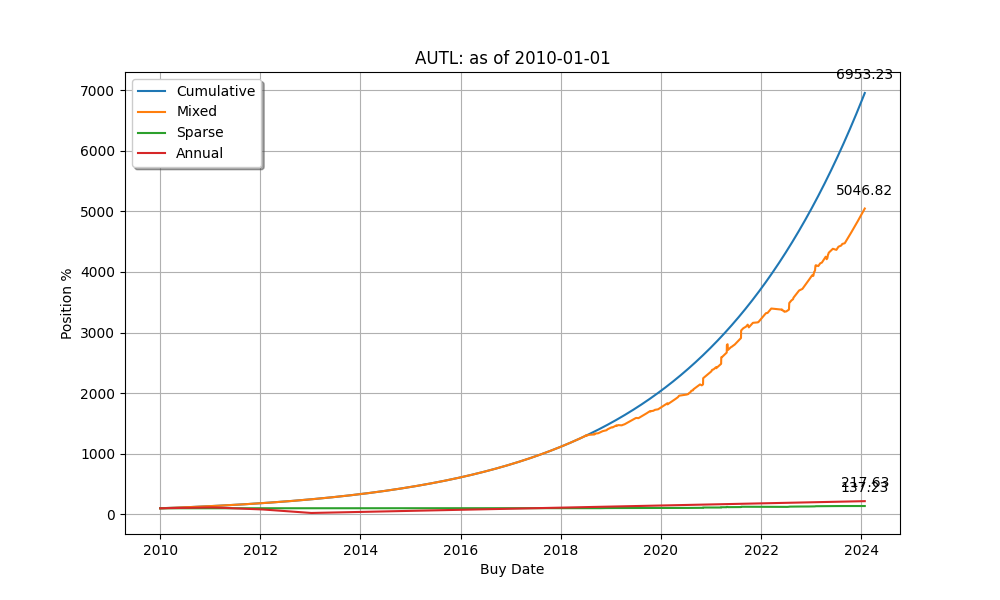 AUTL: as of 2010-01-01
6953.23
7000
Cumulative
Mixed
Sparse
Annual
6000
5046.82
5000
4000
3000
2000
1000
217.63
137.23
0
Position %
2010 2012 2014 2016 2018 2020 2022 2024
Buy Date